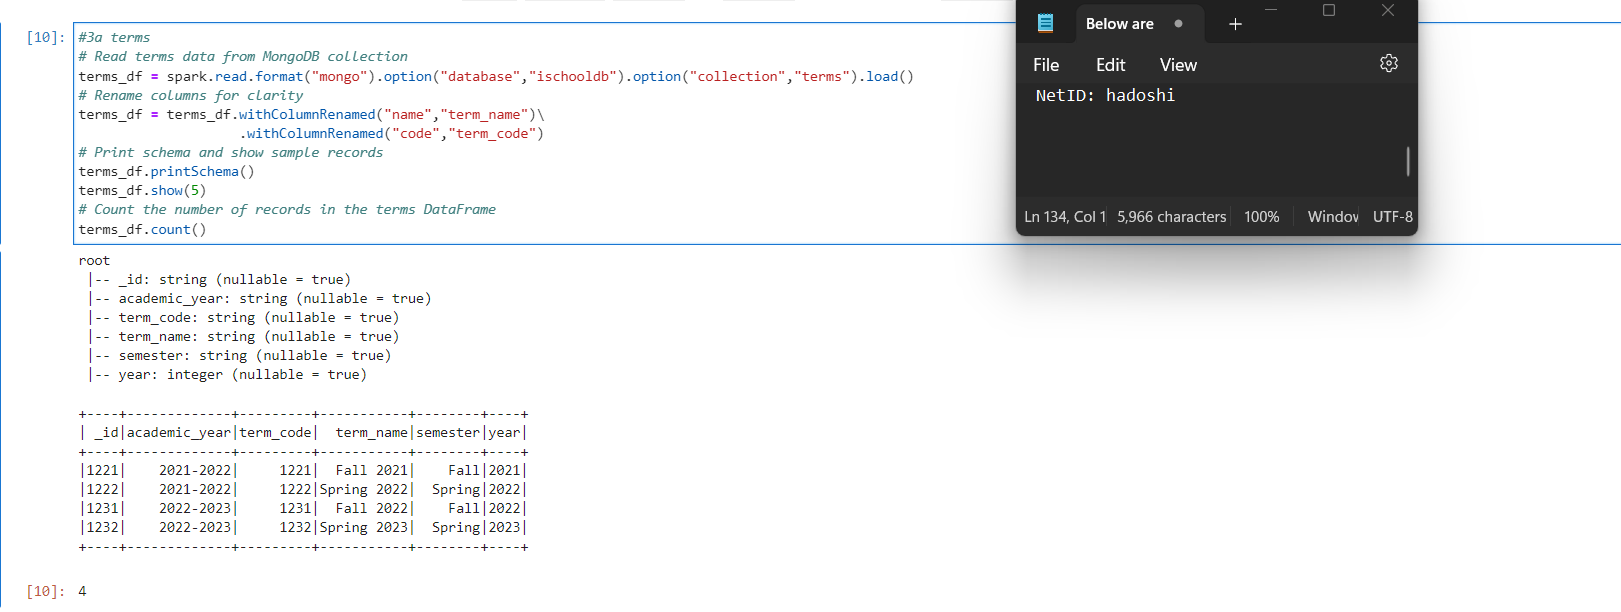 [10]: #3a terms
# Read terms data from MongoDB collection
terms_df = spark.read.format("mongo").option("database","ischooldb").option("collection","terms").load()
# Rename columns for clarity
terms_df = terms_df.withColumnRenamed("name","term_name")\
                    .withColumnRenamed("code","term_code")
# Print schema and show sample records
terms_df.printSchema()
terms_df.show(5)
# Count the number of records in the terms DataFrame
terms_df.count()
root
 |-- _id: string (nullable = true)
 |-- academic_year: string (nullable = true)
 |-- term_code: string (nullable = true)
 |-- term_name: string (nullable = true)
 |-- semester: string (nullable = true)
 |-- year: integer (nullable = true)
+----+-------------+---------+-----------+--------+----+
| _id|academic_year|term_code|  term_name|semester|year|
+----+-------------+---------+-----------+--------+----+
|1221|    2021-2022|     1221|  Fall 2021|    Fall|2021|
|1222|    2021-2022|     1222|Spring 2022|  Spring|2022|
|1231|    2022-2023|     1231|  Fall 2022|    Fall|2022|
|1232|    2022-2023|     1232|Spring 2023|  Spring|2023|
+----+-------------+---------+-----------+--------+----+
[10]: 4
Below are
File Edit View
NetID: hadoshi
Ln 134, Col 1 5,966 characters 100% Window UTF-8